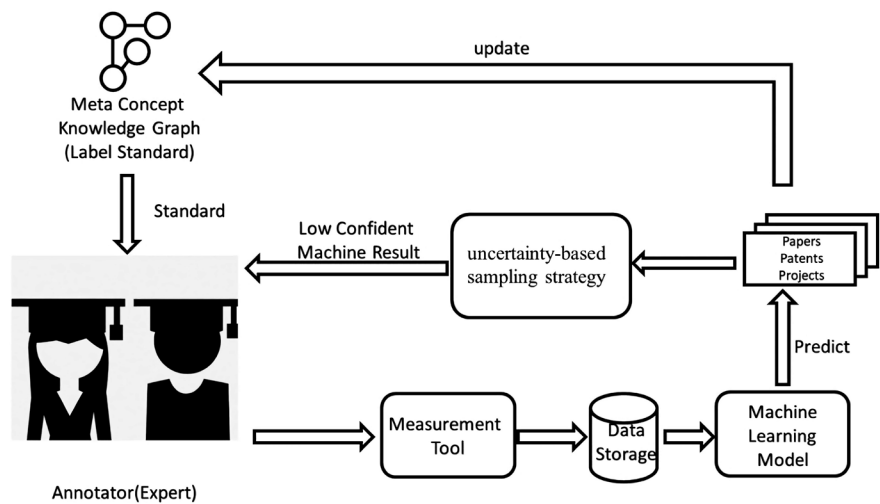 update
Meta Concept
Knowledge Graph
(Label Standard)
Standard
Low Confident
Machine Result
uncertainty-based
sampling strategy
Papers
Patents
Projects
Predict
Measurement
Tool
Data
Storage
Machine
Learning
Model
Annotator(Expert)